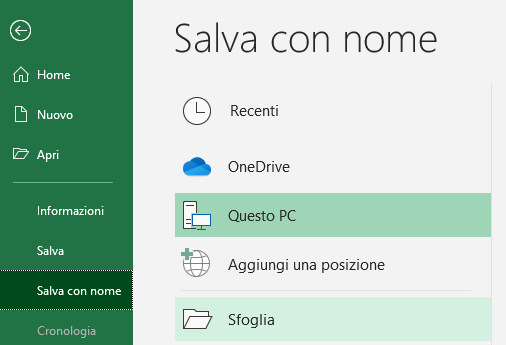 Salva con nome
Home
Nuovo
Apri
Informazioni
Salva
Salva con nome
Cronologia
Recenti
OneDrive
Questo PC
Aggiungi una posizione
Sfoglia